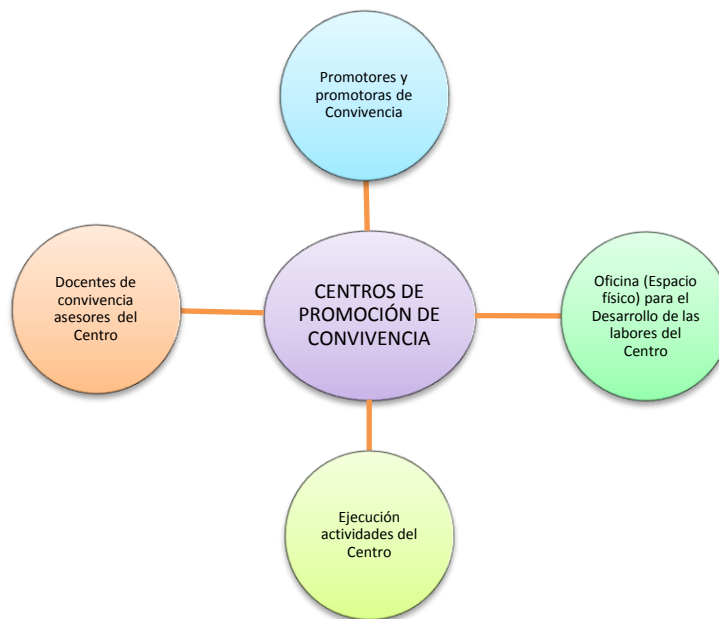 Promotores y
promotoras de
Convivencia
Docentes de
convivencia
asesores del
Centro
CENTROS DE
PROMOCIÓN DE
CONVIVENCIA
Oficina (Espacio
físico) para el
Desarrollo de las
labores del
Centro
Ejecución
actividades del
Centro